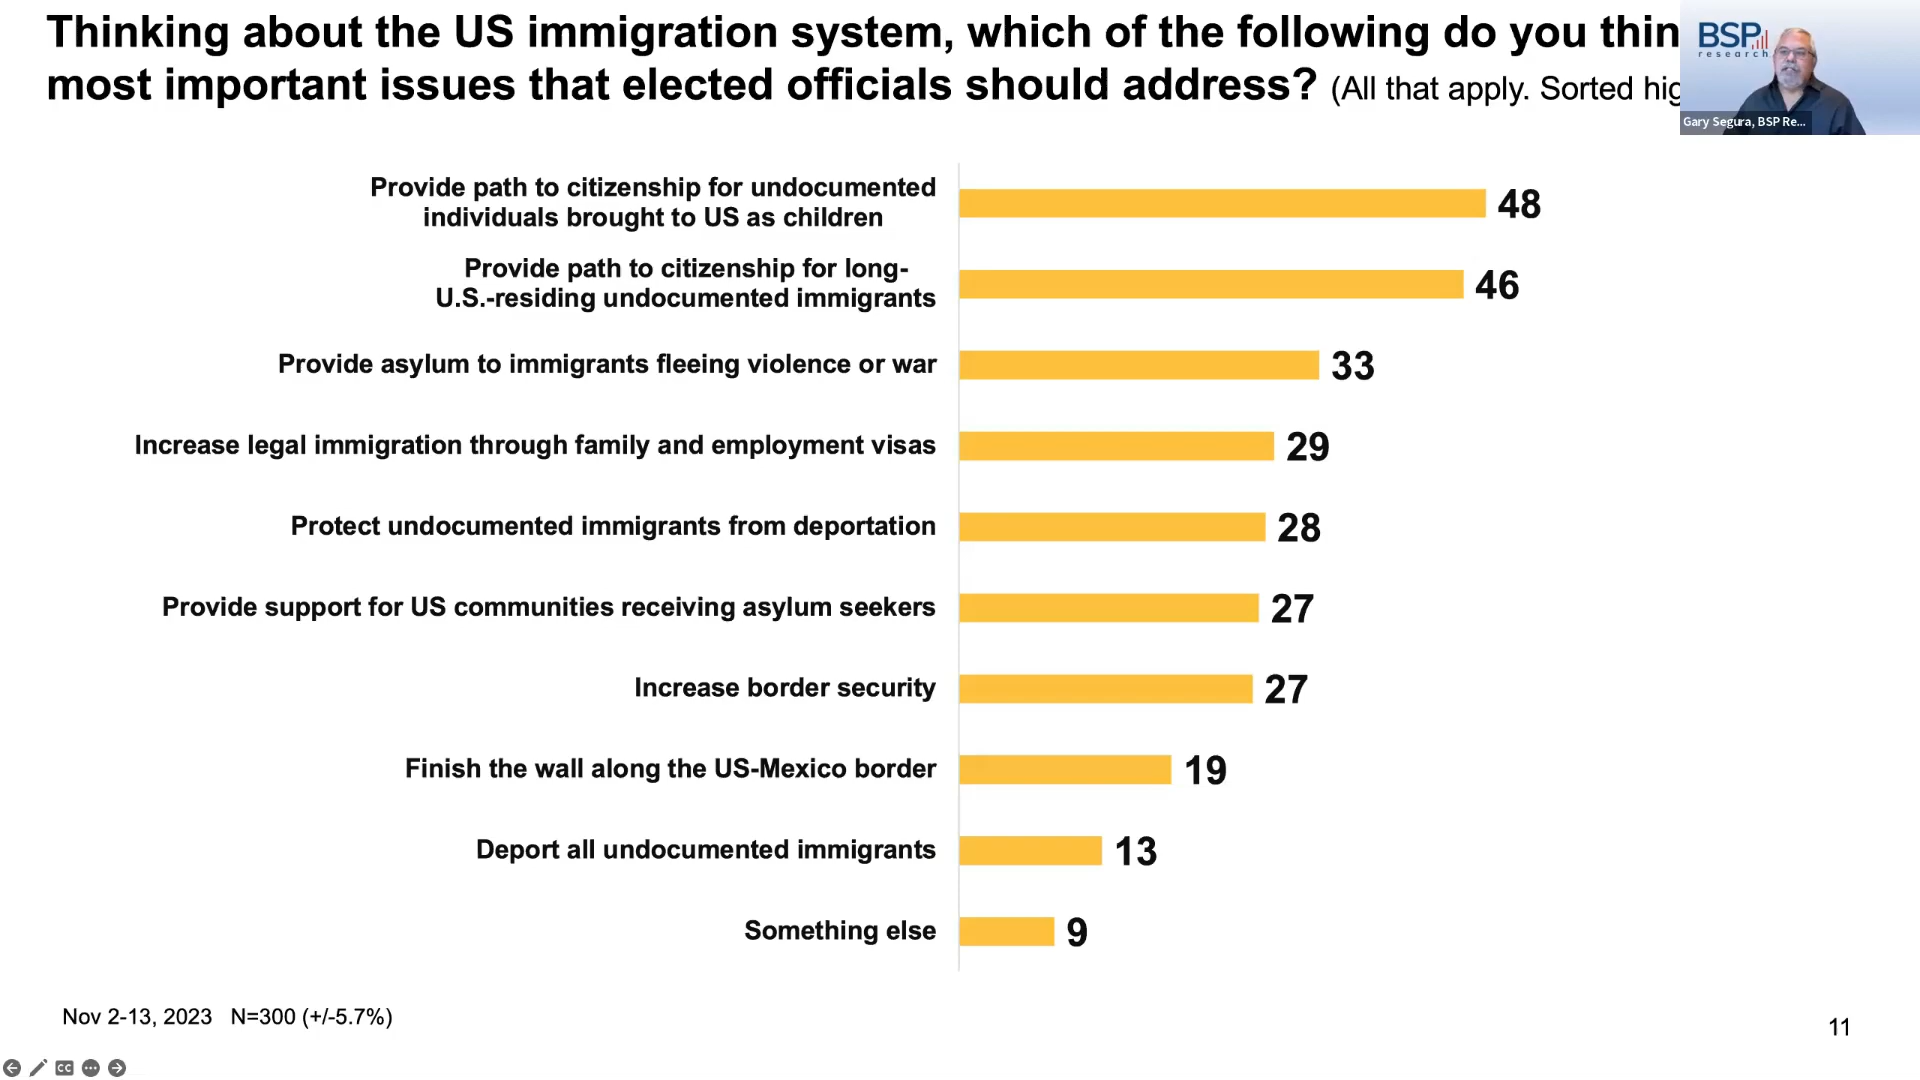 Thinking about the US immigration system, which of the following do you thin
most important issues that elected officials should address? (All that apply. Sorted hig
BSP
research
Gary Segura, BSP Re...
Provide path to citizenship for undocumented
individuals brought to US as children
48
Provide path to citizenship for long-
U.S.-residing undocumented immigrants
46
Provide asylum to immigrants fleeing violence or war
33
Increase legal immigration through family and employment visas
29
Protect undocumented immigrants from deportation
28
Provide support for US communities receiving asylum seekers
27
Increase border security
27
Finish the wall along the US-Mexico border
19
Deport all undocumented immigrants
13
Something else
9
Nov 2-13, 2023 N=300 (+/-5.7%)
11
CC